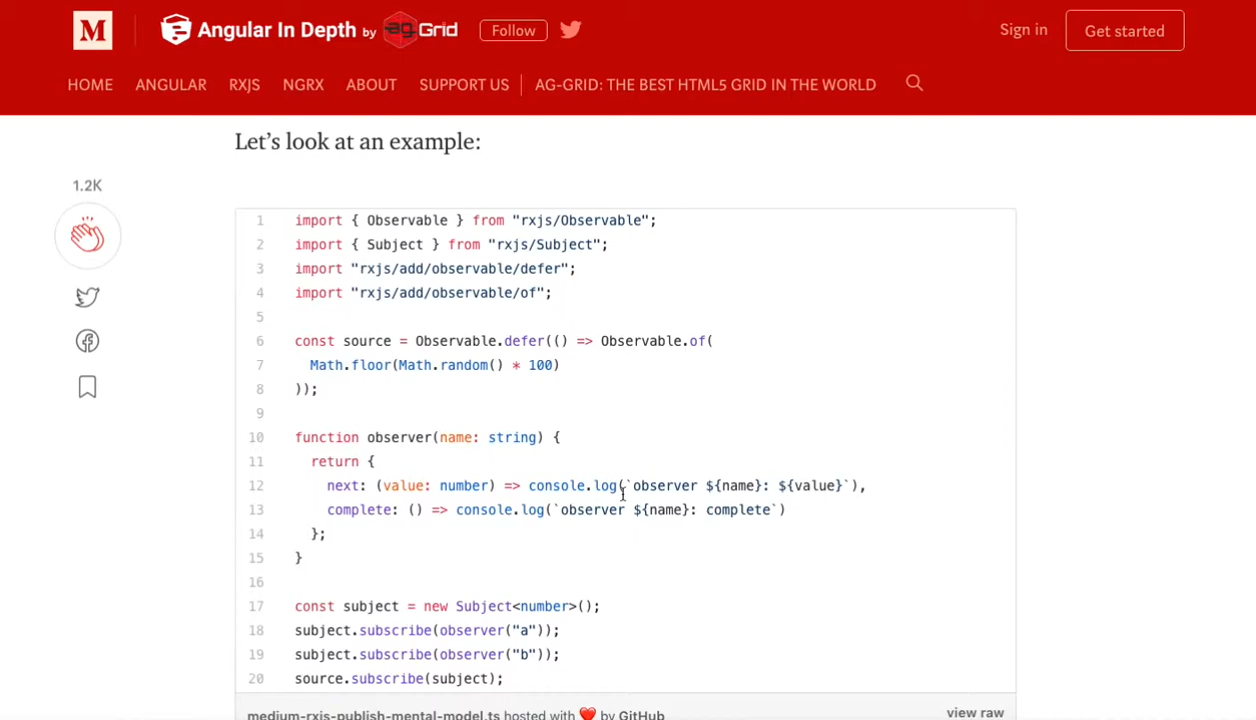 M Angular In Depth by ag-Grid Follow Sign in Get started
HOME ANGULAR RXJS NGRX ABOUT SUPPORT US AG-GRID: THE BEST HTML5 GRID IN THE WORLD
Let’s look at an example:
1.2K
1 import { Observable } from "rxjs/Observable";
2 import { Subject } from "rxjs/Subject";
3 import "rxjs/add/observable/defer";
4 import "rxjs/add/observable/of";
5
6 const source = Observable.defer(() => Observable.of(
7 Math.floor(Math.random() * 100)
8 ));
9
10 function observer(name: string) {
11 return {
12 next: (value: number) => console.log(`observer ${name}: ${value}`),
13 complete: () => console.log(`observer ${name}: complete`)
14 };
15 }
16
17 const subject = new Subject<number>();
18 subject.subscribe(observer("a"));
19 subject.subscribe(observer("b"));
20 source.subscribe(subject);
medium-rxjs-publish-mental-model.ts hosted with ❤ by GitHub view raw